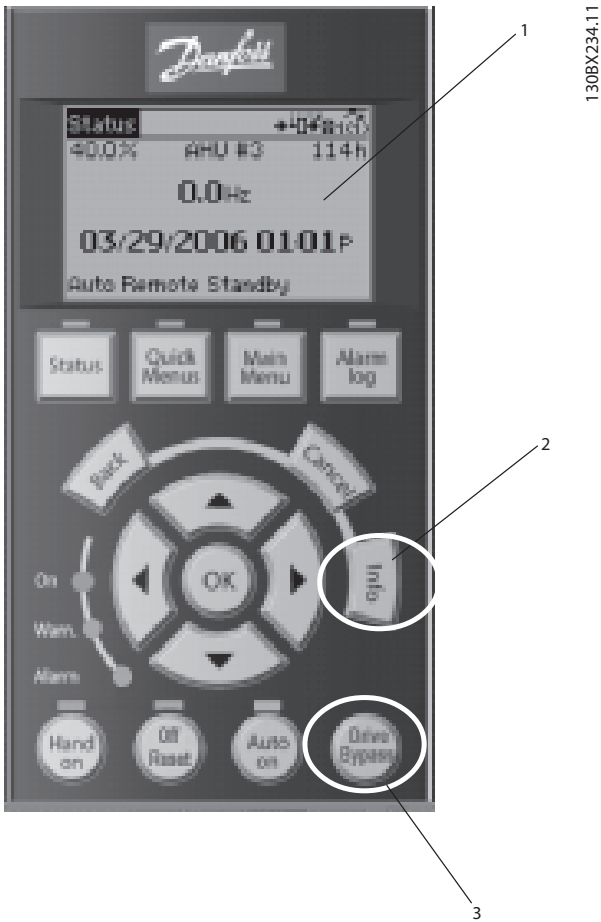 130BX234.11
1
Danfoss
Status
40.0% AHU #3 114h
0.0Hz
03/29/2006 01:01P
Auto Remote Standby
Status
Quick Menus
Main Menu
Alarm log
2
Back
Cancel
Info
OK
On
Warn.
Alarm
Hand on
Off Reset
Auto on
Drive Bypass
3